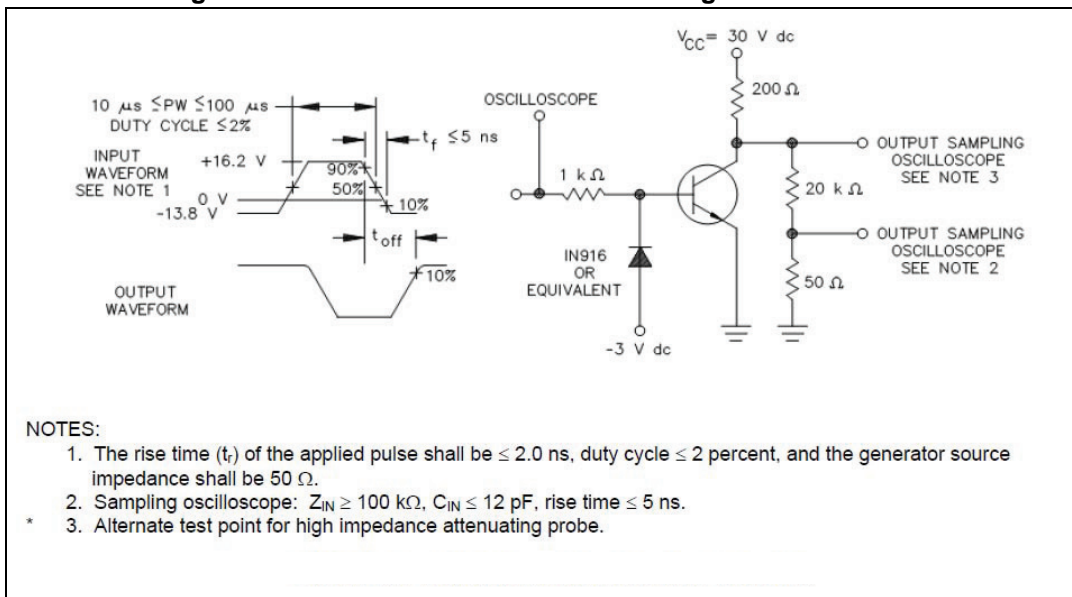 V_CC = 30 V dc
200 Ω
10 µs ≤PW ≤100 µs
DUTY CYCLE ≤2%
OSCILLOSCOPE
t_f ≤5 ns
INPUT
WAVEFORM
SEE NOTE 1
+16.2 V
0 V
-13.8 V
90%
50%
10%
1 kΩ
OUTPUT SAMPLING
OSCILLOSCOPE
SEE NOTE 3
20 kΩ
t_off
10%
OUTPUT
WAVEFORM
IN916
OR
EQUIVALENT
-3 V dc
OUTPUT SAMPLING
OSCILLOSCOPE
SEE NOTE 2
50 Ω
NOTES:
1. The rise time (t_r) of the applied pulse shall be ≤ 2.0 ns, duty cycle ≤ 2 percent, and the generator source
impedance shall be 50 Ω.
2. Sampling oscilloscope: Z_IN ≥ 100 kΩ, C_IN ≤ 12 pF, rise time ≤ 5 ns.
* 3. Alternate test point for high impedance attenuating probe.